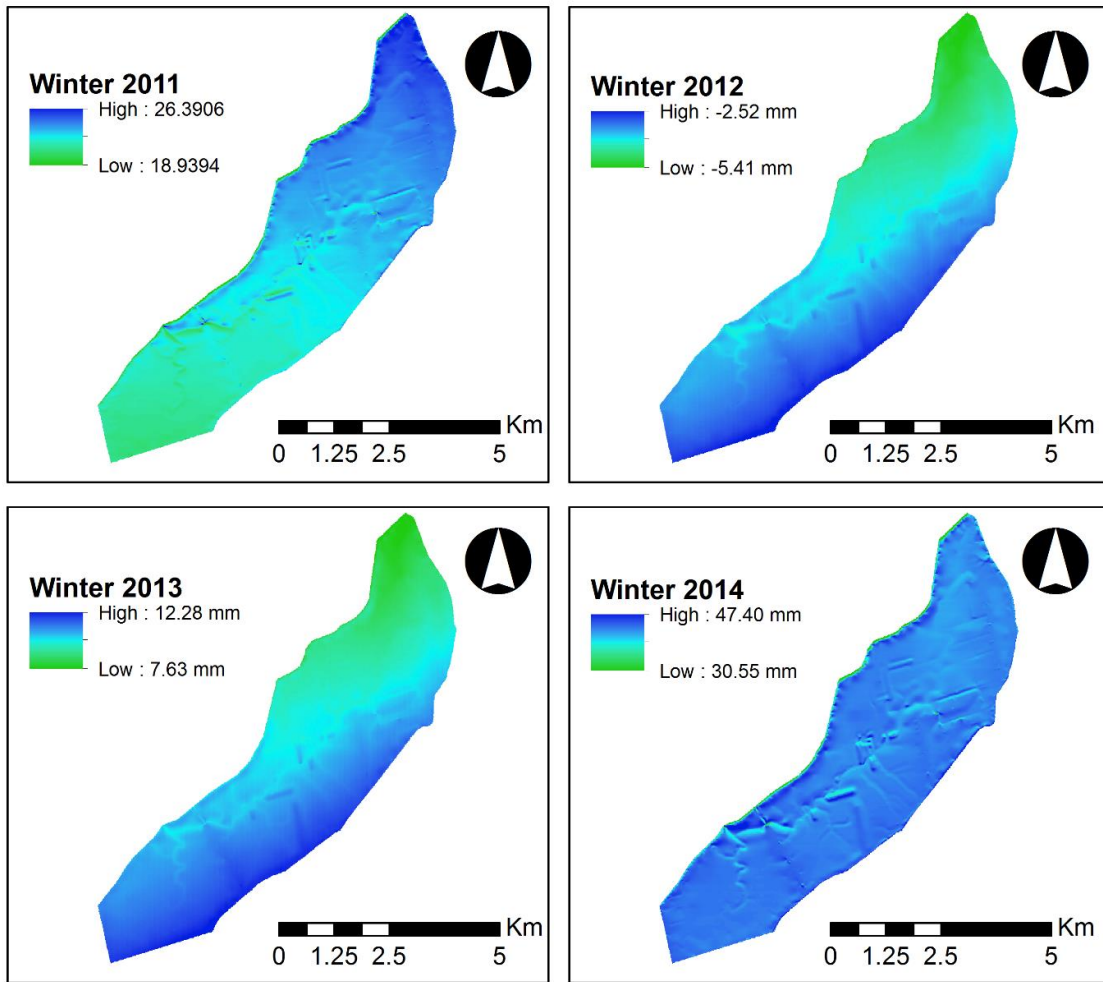 Winter 2011
High : 26.3906
Low : 18.9394
Km
0 1.25 2.5 5
Winter 2012
High : -2.52 mm
Low : -5.41 mm
Km
0 1.25 2.5 5
Winter 2013
High : 12.28 mm
Low : 7.63 mm
Km
0 1.25 2.5 5
Winter 2014
High : 47.40 mm
Low : 30.55 mm
Km
0 1.25 2.5 5